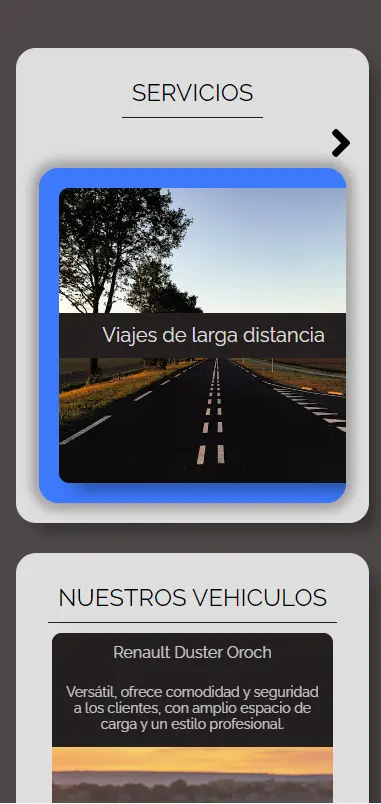 SERVICIOS
Viajes de larga distancia
NUESTROS VEHICULOS
Renault Duster Oroch
Versátil, ofrece comodidad y seguridad
a los clientes, con amplio espacio de
carga y un estilo profesional.